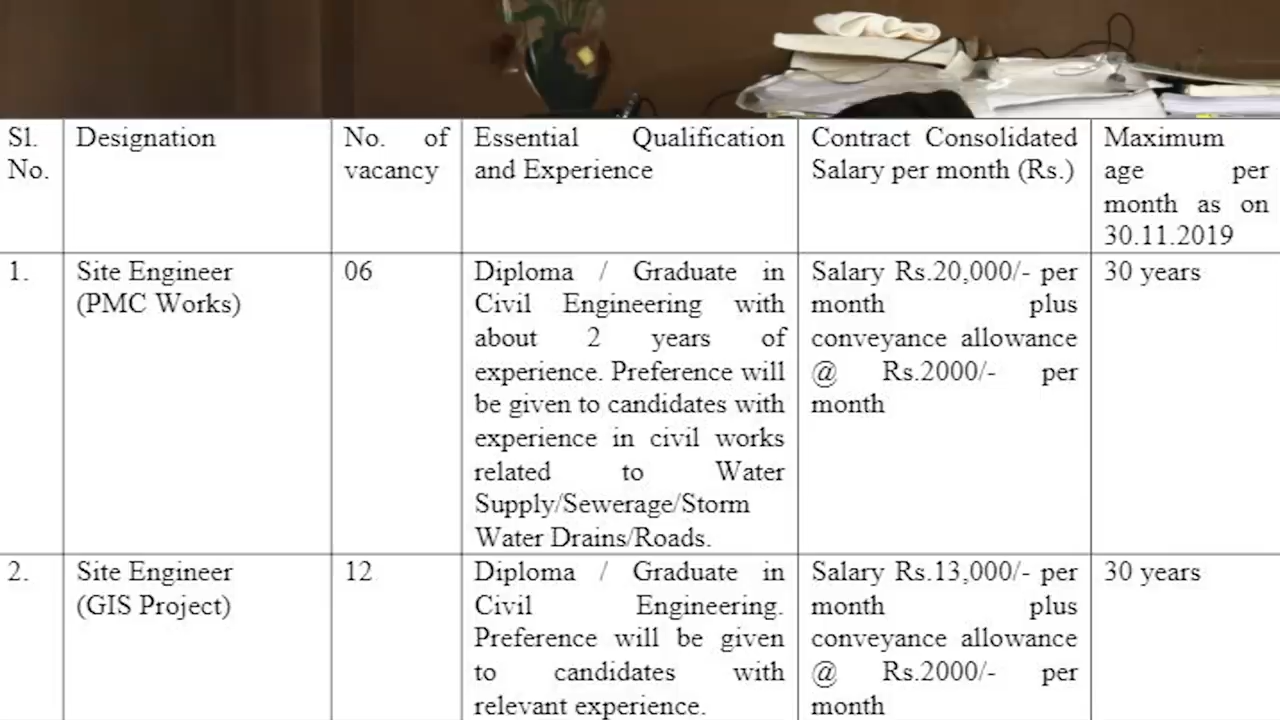 Sl. No.
Designation
No. of vacancy
Essential Qualification and Experience
Contract Consolidated Salary per month (Rs.)
Maximum age per month as on 30.11.2019
1.
Site Engineer
(PMC Works)
06
Diploma / Graduate in
Civil Engineering with
about 2 years of
experience. Preference will
be given to candidates with
experience in civil works
related to Water
Supply/Sewerage/Storm
Water Drains/Roads.
Salary Rs.20,000/- per
month plus
conveyance allowance
@ Rs.2000/- per
month
30 years
2.
Site Engineer
(GIS Project)
12
Diploma / Graduate in
Civil Engineering.
Preference will be given
to candidates with
relevant experience.
Salary Rs.13,000/- per
month plus
conveyance allowance
@ Rs.2000/- per
month
30 years